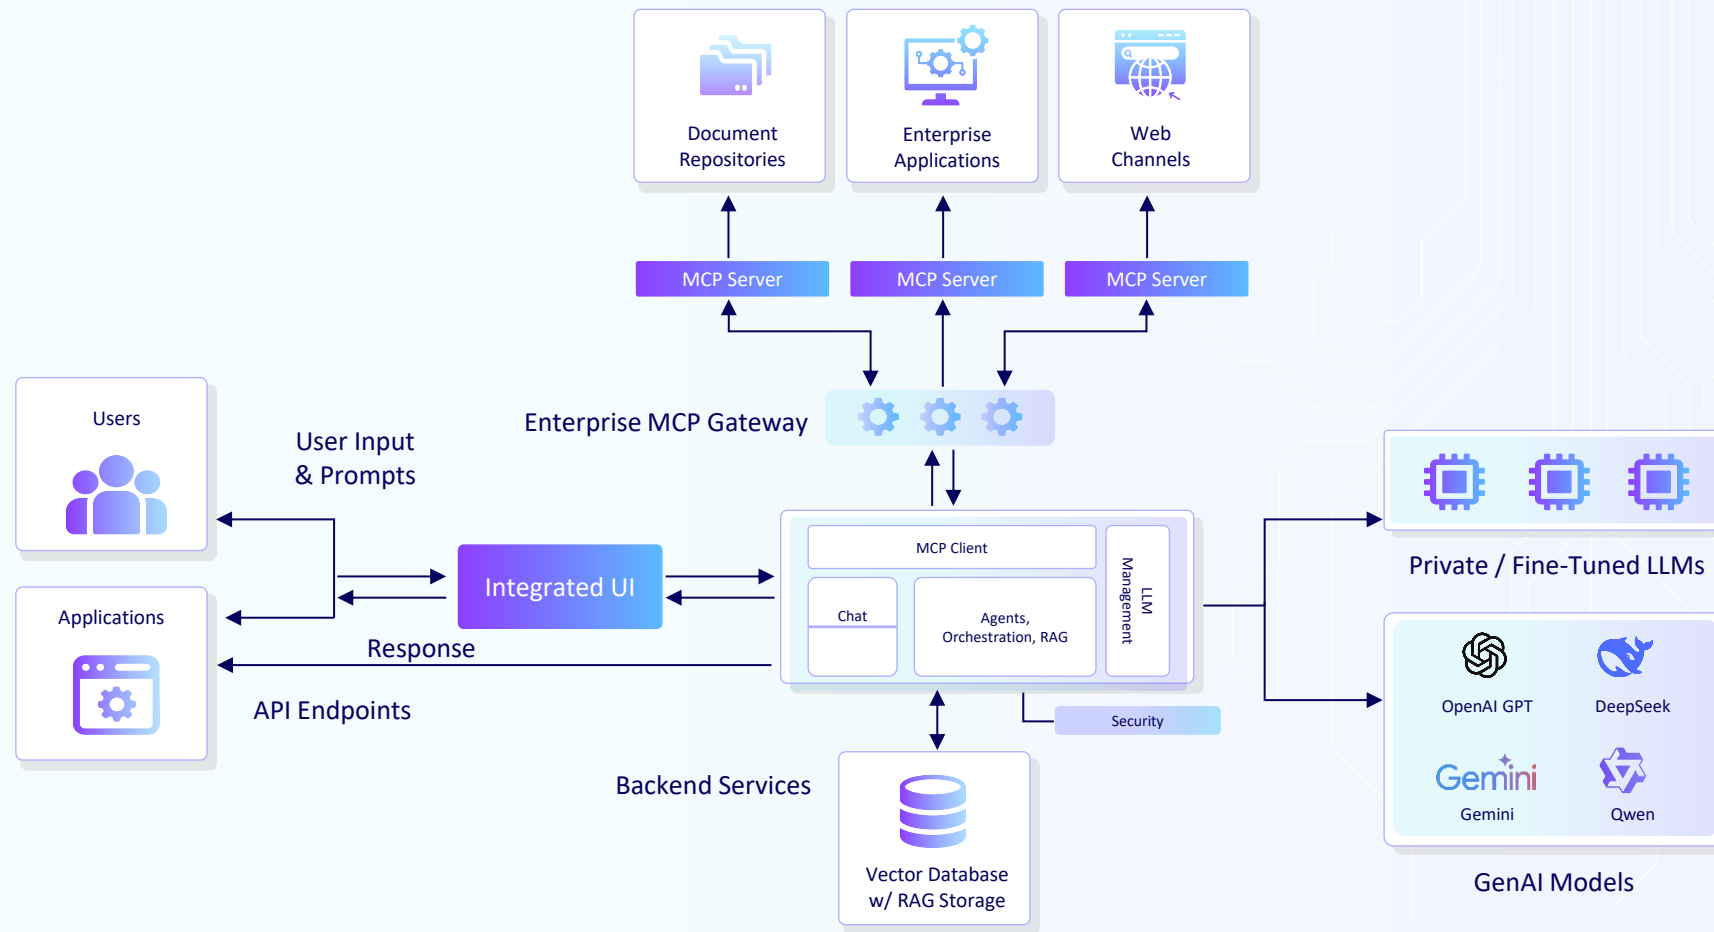 Document
Repositories
Enterprise
Applications
Web
Channels
MCP Server
MCP Server
MCP Server
Enterprise MCP Gateway
Users
User Input
& Prompts
Applications
Integrated UI
Response
API Endpoints
MCP Client
Chat
Agents,
Orchestration, RAG
LLM
Management
Security
Backend Services
Vector Database
w/ RAG Storage
Private / Fine-Tuned LLMs
OpenAI GPT
DeepSeek
Gemini
Gemini
Qwen
GenAI Models